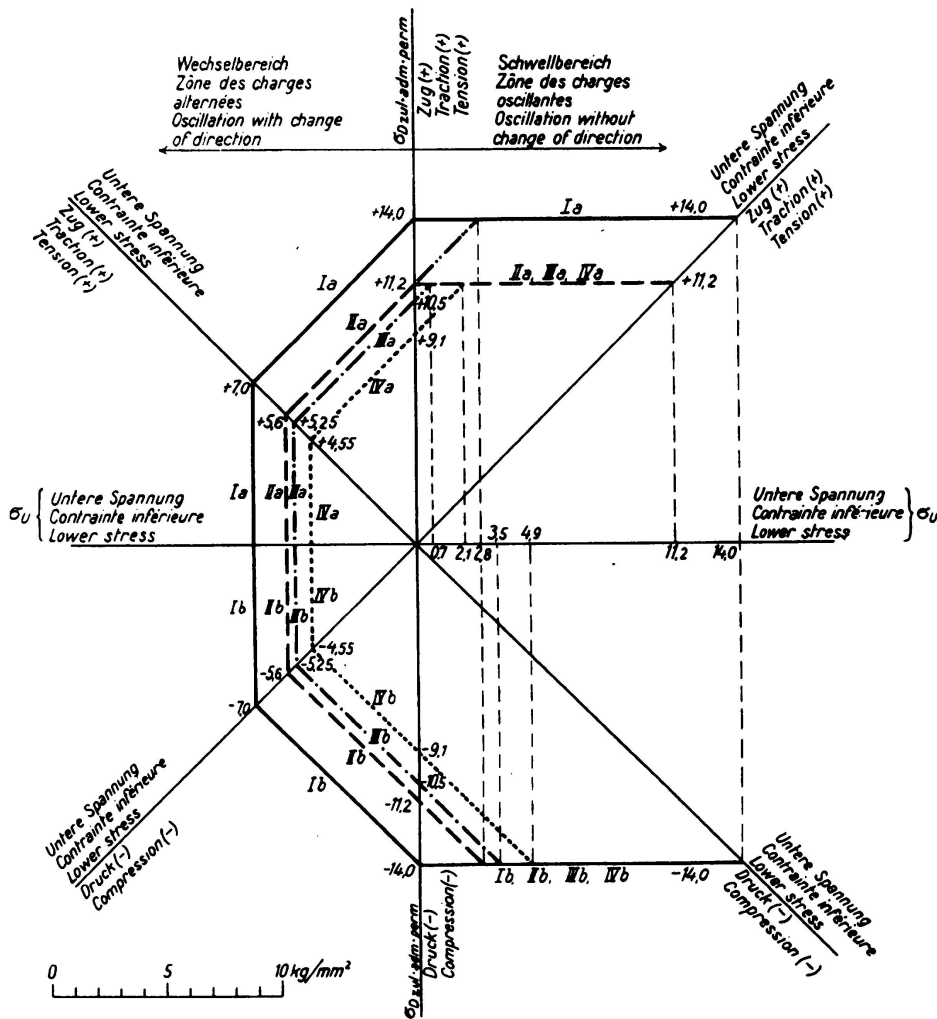 Wechselbereich
Zône des charges
alternées
Oscillation with change
of direction
σDzul·adm·perm
Zug (+)
Traction (+)
Tension (+)
Schwellbereich
Zône des charges
oscillantes
Oscillation without
change of direction
Untere Spannung
Contrainte inférieure
Lower stress
Zug (+)
Traction (+)
Tension (+)
Untere Spannung
Contrainte inférieure
Lower stress
Zug (+)
Traction (+)
Tension (+)
+14,0
Ia
+14,0
Ia
+11,2
IIa, IIIa, IVa
+11,2
+10,5
IIa
IIIa
+9,1
IVa
+7,0
+5,6
+5,25
+4,55
σU { Untere Spannung
Contrainte inférieure
Lower stress
Ia
IIa
IIa
IVa
Untere Spannung
Contrainte inférieure
Lower stress
} σU
0,7
2,1
2,8
3,5
4,9
11,2
14,0
Ib
IIb
IIb
IVb
-4,55
-5,25
-5,6
-7,0
IVb
IIIb
IIb
Ib
-9,1
-10,5
-11,2
-14,0
Ib, IIb, IIIb, IVb
-14,0
Untere Spannung
Contrainte inférieure
Lower stress
Druck (-)
Compression (-)
σDzul·adm·perm
Druck (-)
Compression (-)
Untere Spannung
Contrainte inférieure
Lower stress
Druck (-)
Compression (-)
0 5 10 kg/mm²